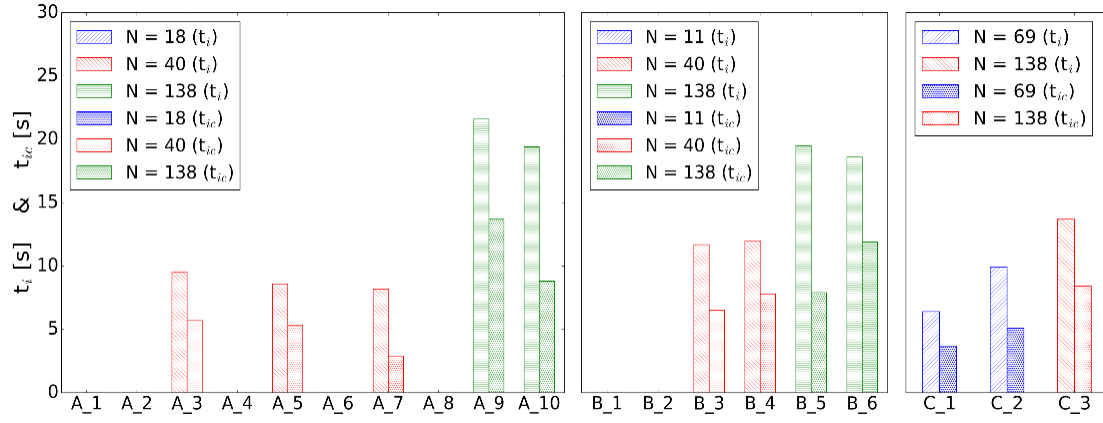 t_i [s] & t_ic [s]
30
25
20
15
10
5
0
N = 18 (t_i)
N = 40 (t_i)
N = 138 (t_i)
N = 18 (t_ic)
N = 40 (t_ic)
N = 138 (t_ic)
A_1 A_2 A_3 A_4 A_5 A_6 A_7 A_8 A_9 A_10
N = 11 (t_i)
N = 40 (t_i)
N = 138 (t_i)
N = 11 (t_ic)
N = 40 (t_ic)
N = 138 (t_ic)
B_1 B_2 B_3 B_4 B_5 B_6
N = 69 (t_i)
N = 138 (t_i)
N = 69 (t_ic)
N = 138 (t_ic)
C_1 C_2 C_3